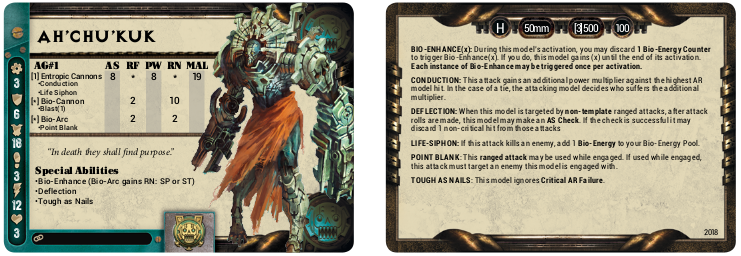 AH'CHU'KUK
AG#1 AS RF PW RN MAL
[1] Entropic Cannons 8 * 8 * 19
•Conduction
•Life Siphon
[*] Bio-Cannon 2 10
•Blast(1)
[*] Bio-Arc 2 2
•Point Blank
3
6
18
3
12
3
"In death they shall find purpose."
Special Abilities
•Bio-Enhance (Bio-Arc gains RN: SP or ST)
•Deflection
•Tough as Nails
H 50mm [3]500 100
BIO-ENHANCE(x): During this model's activation, you may discard 1 Bio-Energy Counter
to trigger Bio-Enhance(x). If you do, this model gains (x) until the end of its activation.
Each instance of Bio-Enhance may be triggered once per activation.
CONDUCTION: This attack gains an additional power multiplier against the highest AR
model hit. In the case of a tie, the attacking model decides who suffers the additional
multiplier.
DEFLECTION: When this model is targeted by non-template ranged attacks, after attack
rolls are made, this model may make an AS Check. If the check is successful it may
discard 1 non-critical hit from those attacks
LIFE-SIPHON: If this attack kills an enemy, add 1 Bio-Energy to your Bio-Energy Pool.
POINT BLANK: This ranged attack may be used while engaged. If used while engaged,
this attack must target an enemy this model is engaged with.
TOUGH AS NAILS: This model ignores Critical AR Failure.
2018